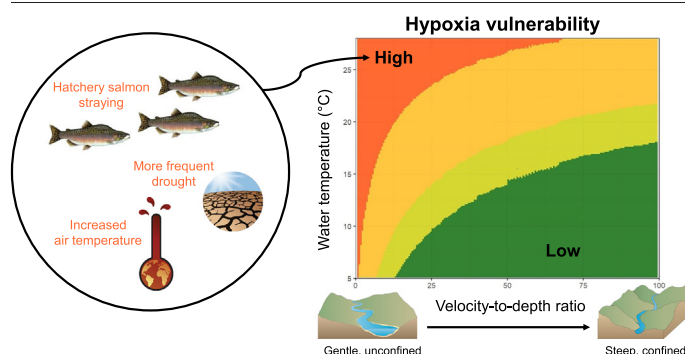 Hypoxia vulnerability
Hatchery salmon
straying
More frequent
drought
Increased
air temperature
High
Low
Water temperature (°C)
25
20
15
10
5
0
25
50
75
100
Velocity-to-depth ratio
Gentle, unconfined
Steep, confined